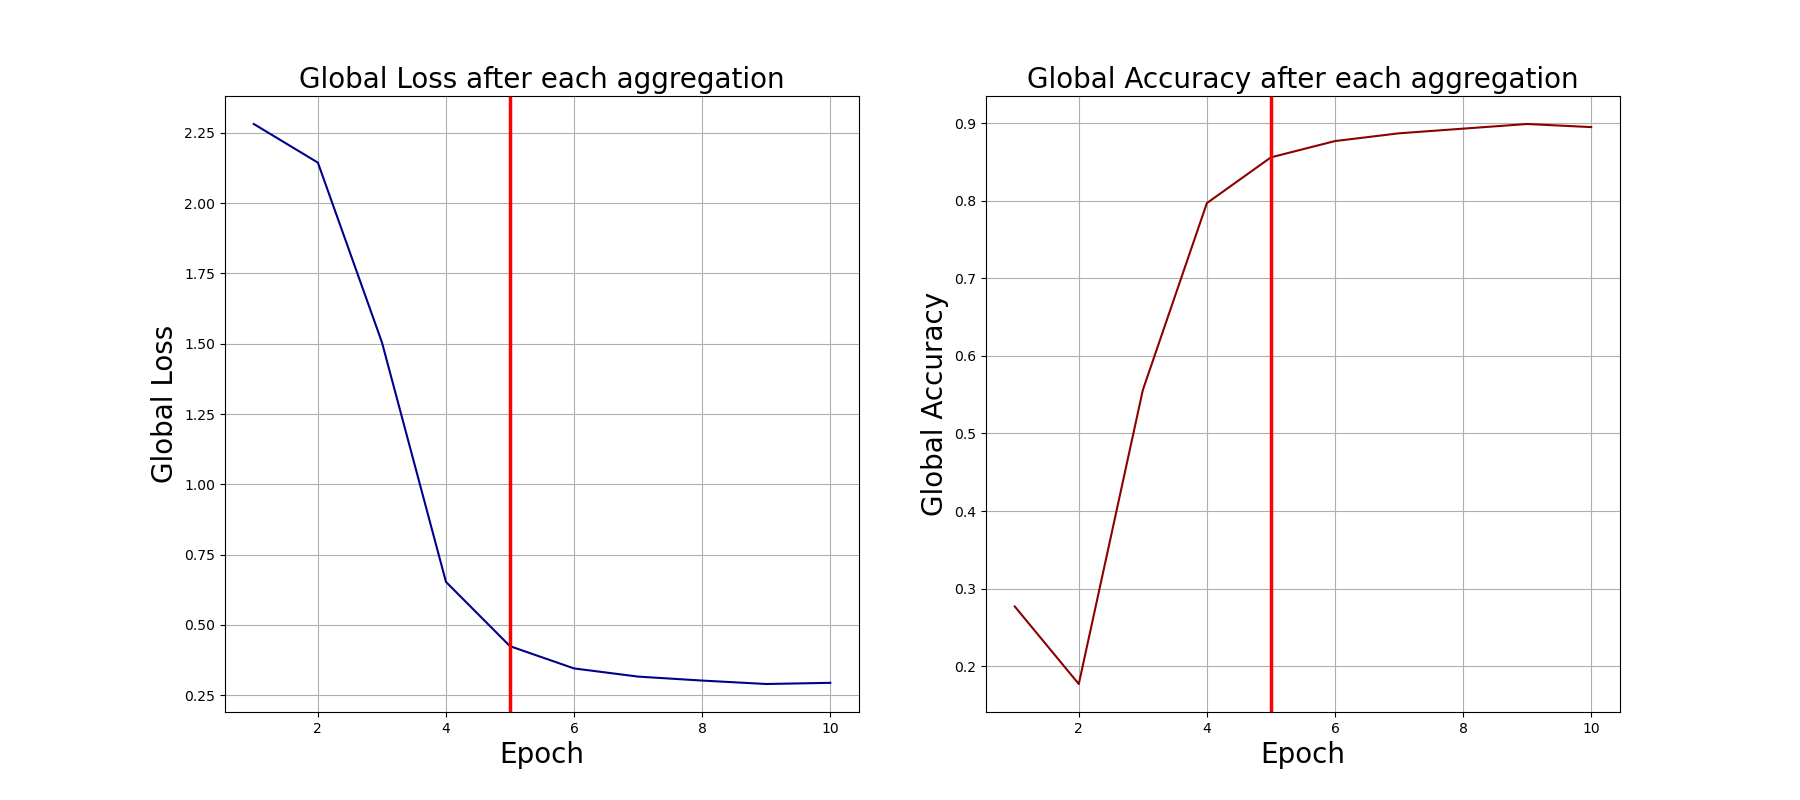 Global Loss after each aggregation
Global Loss
2.25
2.00
1.75
1.50
1.25
1.00
0.75
0.50
0.25
2 4 6 8 10
Epoch
Global Accuracy after each aggregation
Global Accuracy
0.9
0.8
0.7
0.6
0.5
0.4
0.3
0.2
2 4 6 8 10
Epoch